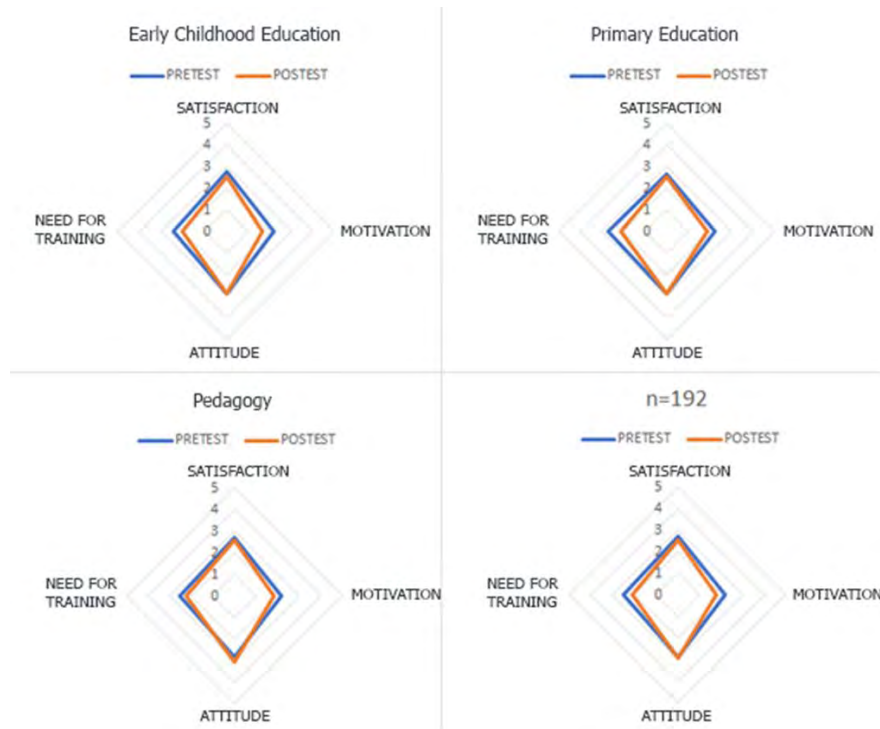 Early Childhood Education
PRETEST POSTEST
SATISFACTION
5
4
3
2
1
0
NEED FOR
TRAINING
MOTIVATION
ATTITUDE
Primary Education
PRETEST POSTEST
SATISFACTION
5
4
3
2
1
0
NEED FOR
TRAINING
MOTIVATION
ATTITUDE
Pedagogy
PRETEST POSTEST
SATISFACTION
5
4
3
2
1
0
NEED FOR
TRAINING
MOTIVATION
ATTITUDE
n=192
PRETEST POSTEST
SATISFACTION
5
4
3
2
1
0
NEED FOR
TRAINING
MOTIVATION
ATTITUDE